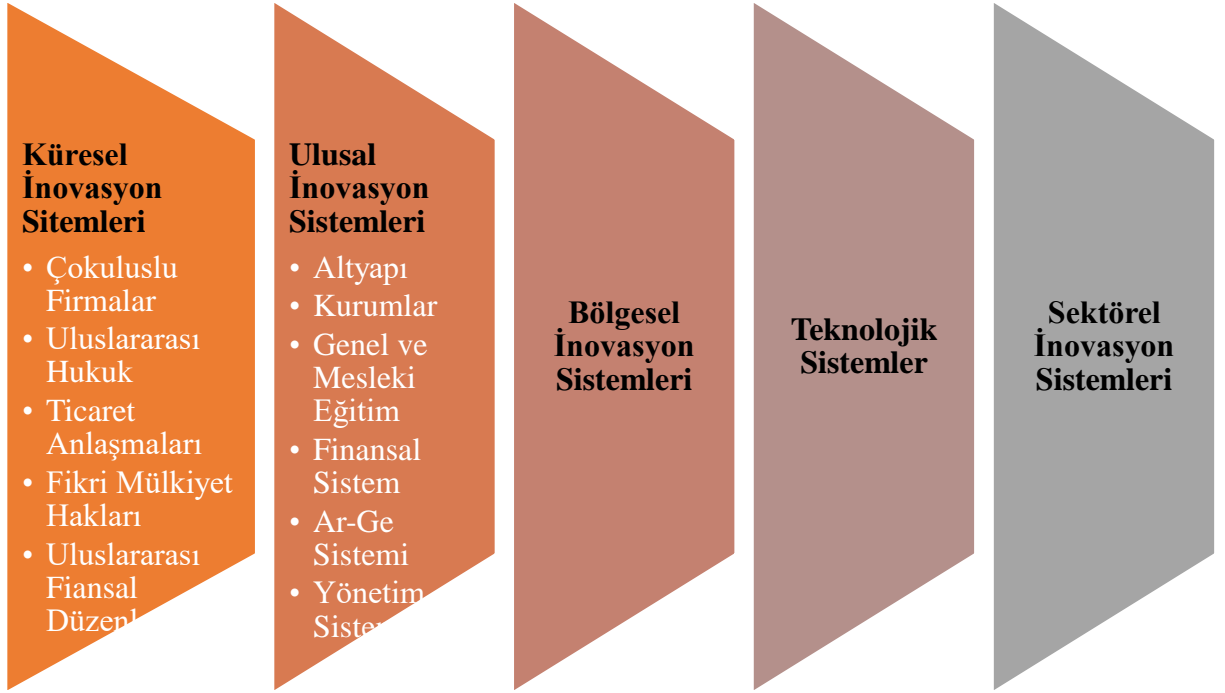 Küresel
İnovasyon
Sitemleri
• Çokuluslu
Firmalar
• Uluslararası
Hukuk
• Ticaret
Anlaşmaları
• Fikri Mülkiyet
Hakları
• Uluslararası
Fiansal
Ulusal
İnovasyon
Sistemleri
• Altyapı
• Kurumlar
• Genel ve
Mesleki
Eğitim
• Finansal
Sistem
• Ar-Ge
Sistemi
• Yönetim
Bölgesel
İnovasyon
Sistemleri
Teknolojik
Sistemler
Sektörel
İnovasyon
Sistemleri